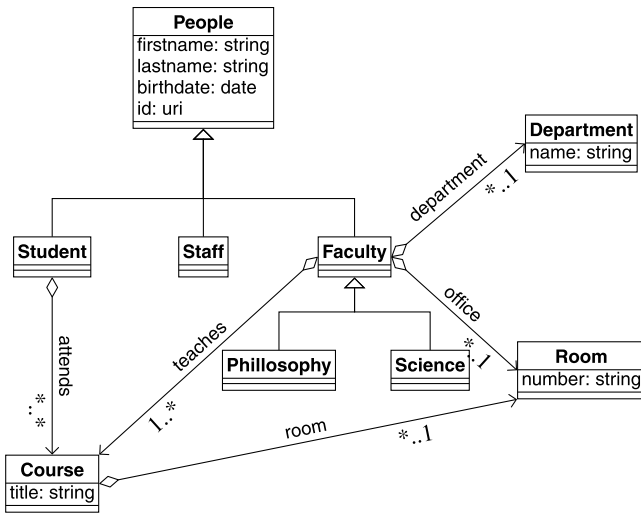 People
firstname: string
lastname: string
birthdate: date
id: uri
Department
name: string
department
*..1
Student
Staff
Faculty
attends
*..*
teaches
1..*
office
*..1
Phillosophy
Science
Room
number: string
room
*..1
Course
title: string